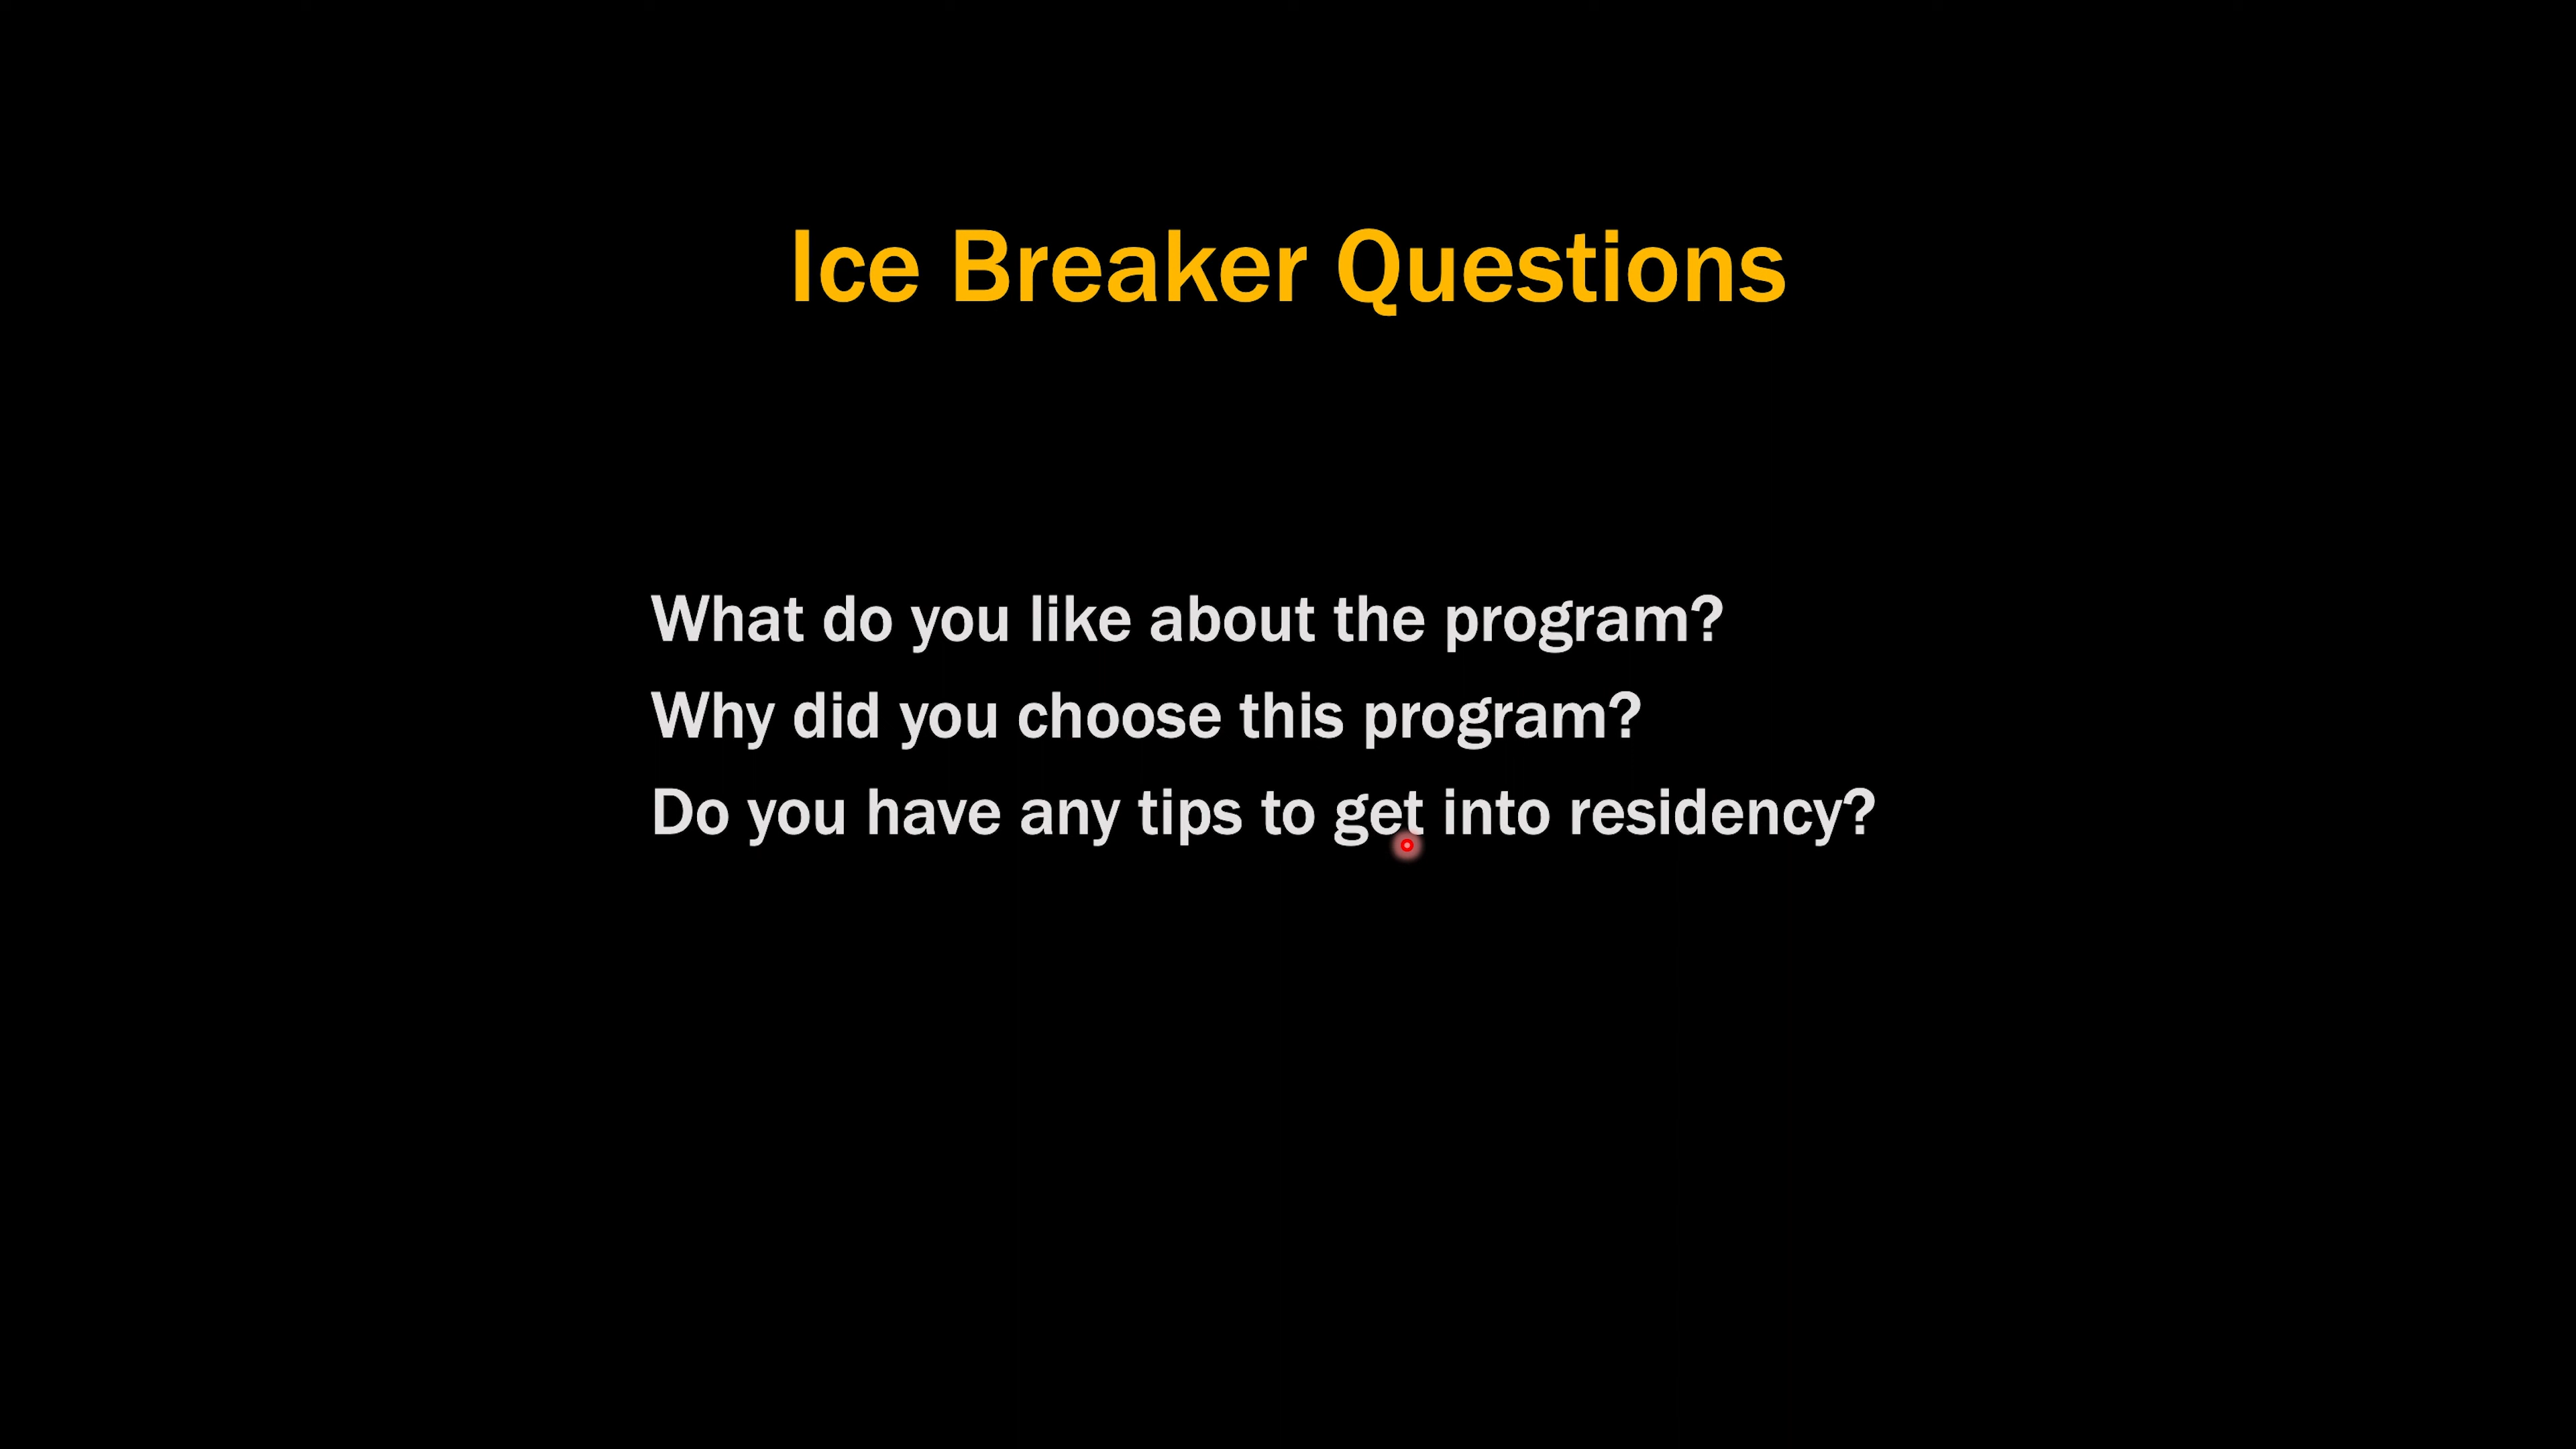 Ice Breaker Questions
What do you like about the program?
Why did you choose this program?
Do you have any tips to get into residency?